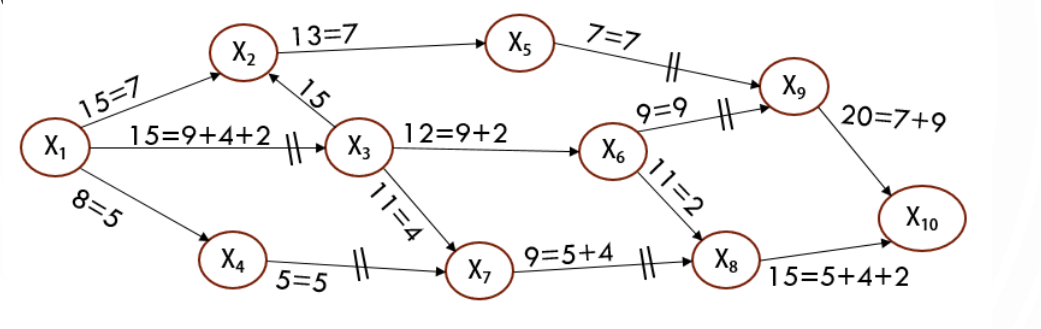 X2
13=7
X5
7=7
X9
15=7
15
9=9
20=7+9
X1
15=9+4+2
X3
12=9+2
X6
8=5
11=4
11=2
X10
X4
5=5
X7
9=5+4
X8
15=5+4+2